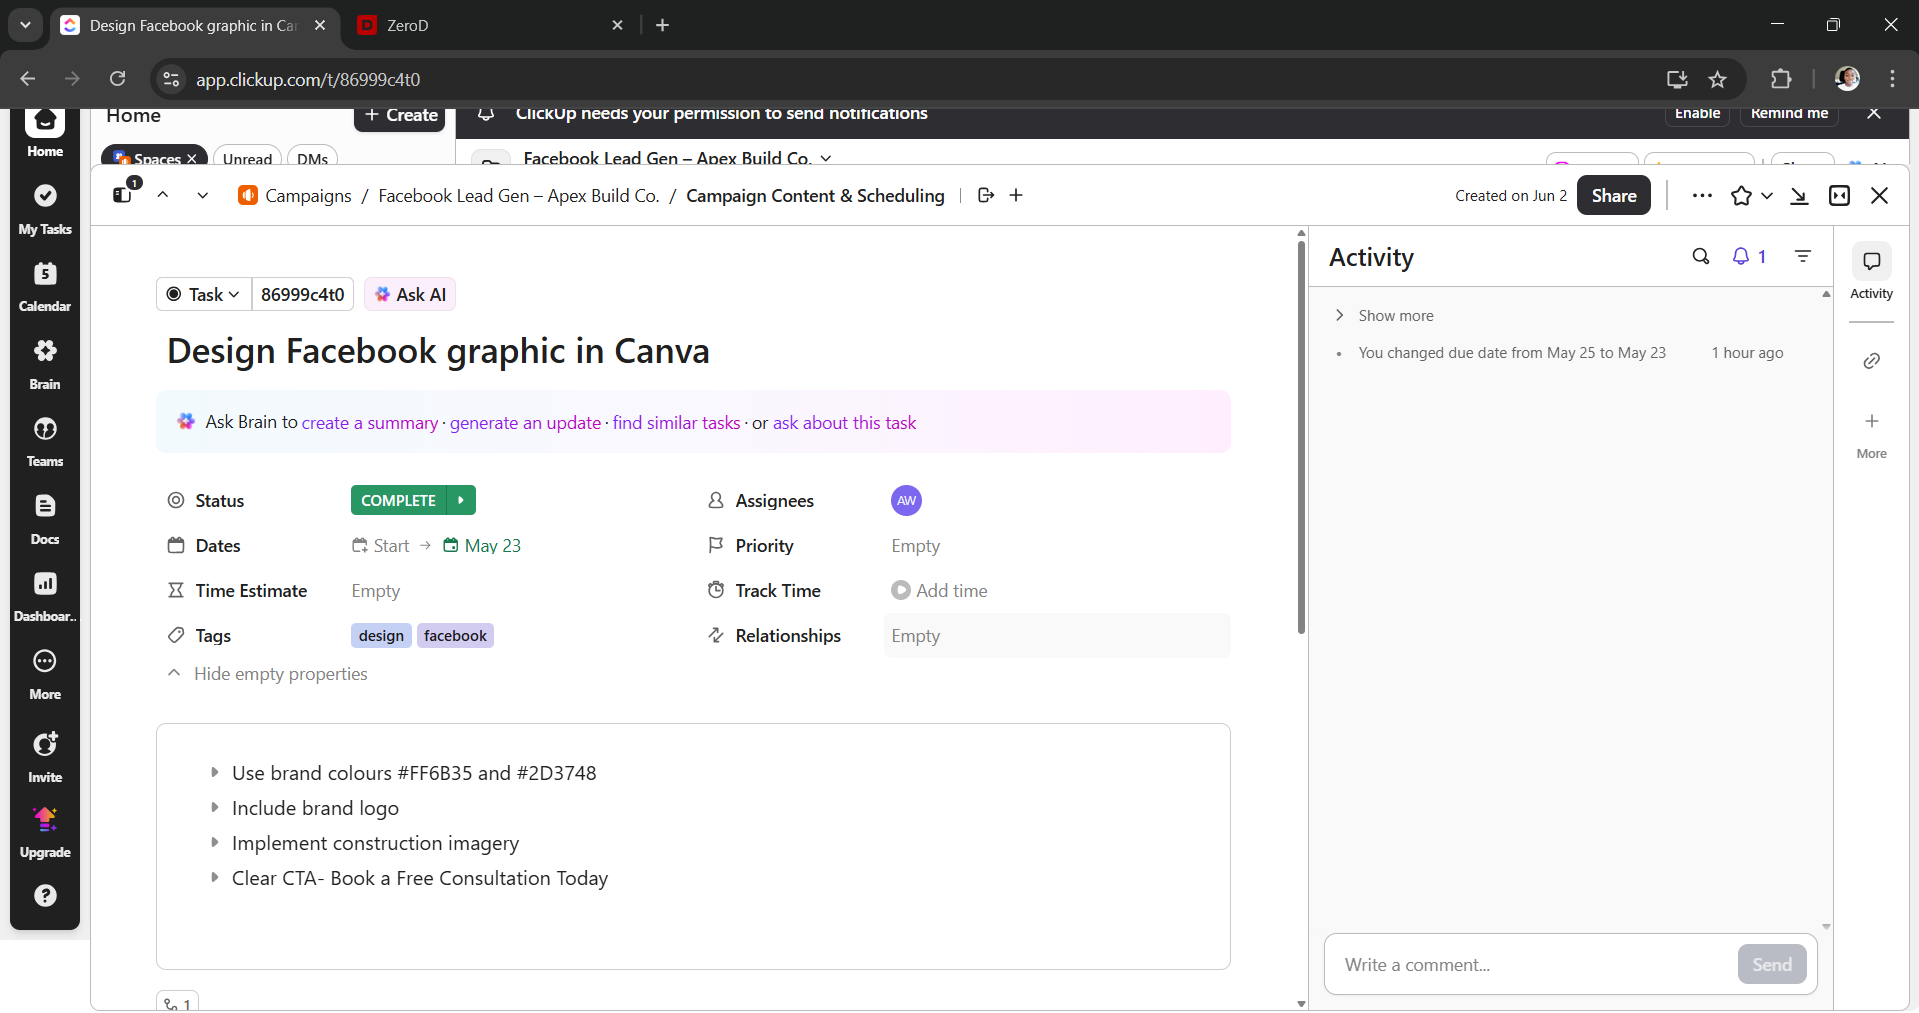 Design Facebook graphic in Can
ZeroD
app.clickup.com/t/86999c4t0
Home
My Tasks
5
Calendar
Brain
Teams
Docs
Dashboar..
More
Invite
Upgrade
?
Home
+ Create
Spaces
Unread
DMs
ClickUp needs your permission to send notifications
Enable
Remind me
Facebook Lead Gen – Apex Build Co.
1
Campaigns / Facebook Lead Gen – Apex Build Co. / Campaign Content & Scheduling
Created on Jun 2
Share
Task
86999c4t0
Ask AI
Design Facebook graphic in Canva
Ask Brain to create a summary · generate an update · find similar tasks · or ask about this task
Status
COMPLETE
Assignees
AW
Dates
Start → May 23
Priority
Empty
Time Estimate
Empty
Track Time
Add time
Tags
design
facebook
Relationships
Empty
Hide empty properties
Use brand colours #FF6B35 and #2D3748
Include brand logo
Implement construction imagery
Clear CTA- Book a Free Consultation Today
1
Activity
1
Show more
You changed due date from May 25 to May 23
1 hour ago
Write a comment...
Send
Activity
More